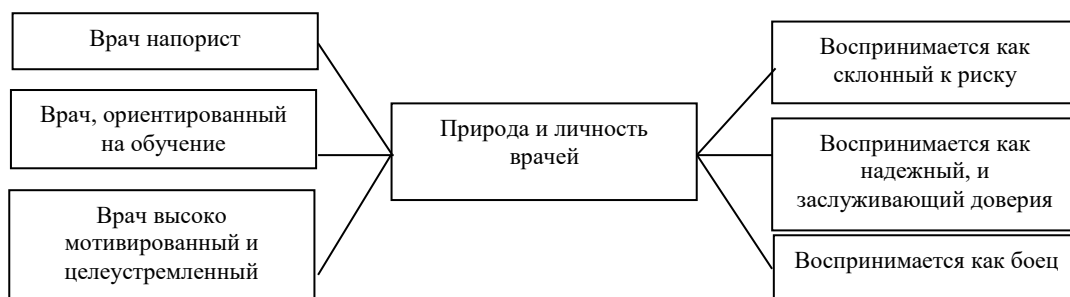 Врач напорист
Врач, ориентированный
на обучение
Врач высоко
мотивированный и
целеустремленный
Природа и личность
врачей
Воспринимается как
склонный к риску
Воспринимается как
надежный, и
заслуживающий доверия
Воспринимается как боец